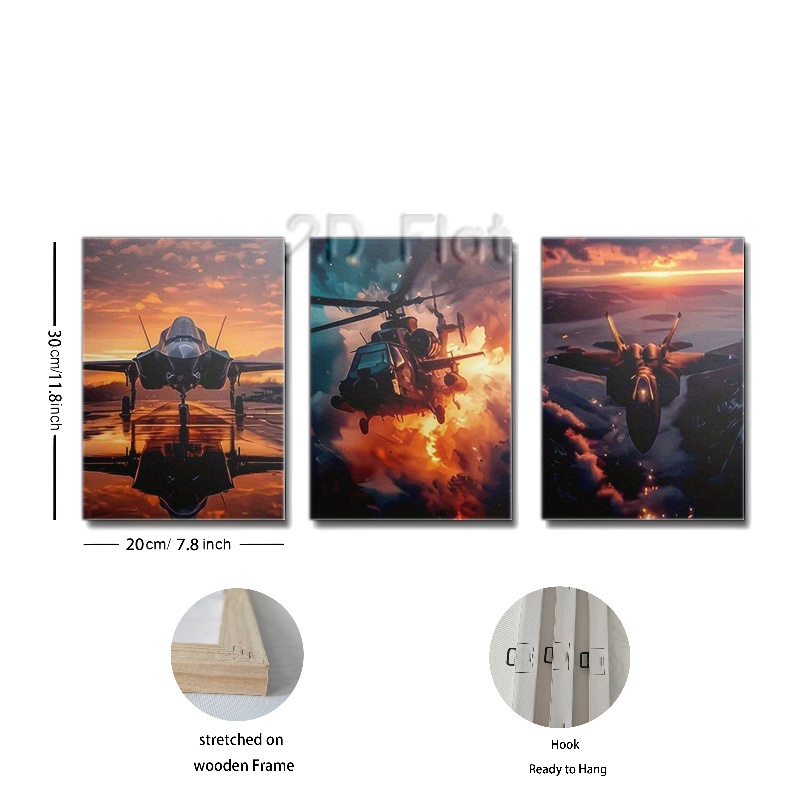 2D Flat
30cm/11.8inch
20cm/ 7.8 inch
stretched on
wooden Frame
Hook
Ready to Hang